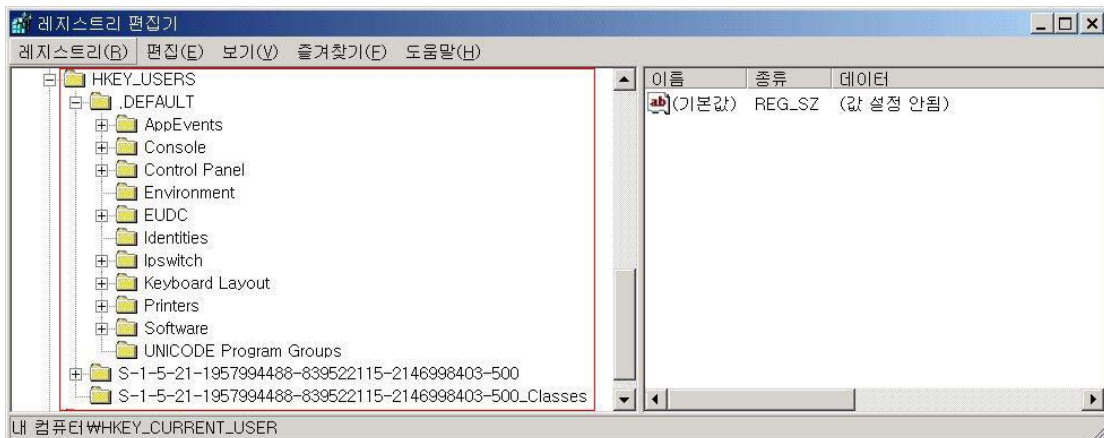 레지스트리 편집기
레지스트리(R) 편집(E) 보기(V) 즐겨찾기(F) 도움말(H)
HKEY_USERS
.DEFAULT
AppEvents
Console
Control Panel
Environment
EUDC
Identities
Ipswitch
Keyboard Layout
Printers
Software
UNICODE Program Groups
S-1-5-21-1957994488-839522115-2146998403-500
S-1-5-21-1957994488-839522115-2146998403-500_Classes
이름 종류 데이터
ab (기본값) REG_SZ (값 설정 안됨)
내 컴퓨터₩HKEY_CURRENT_USER